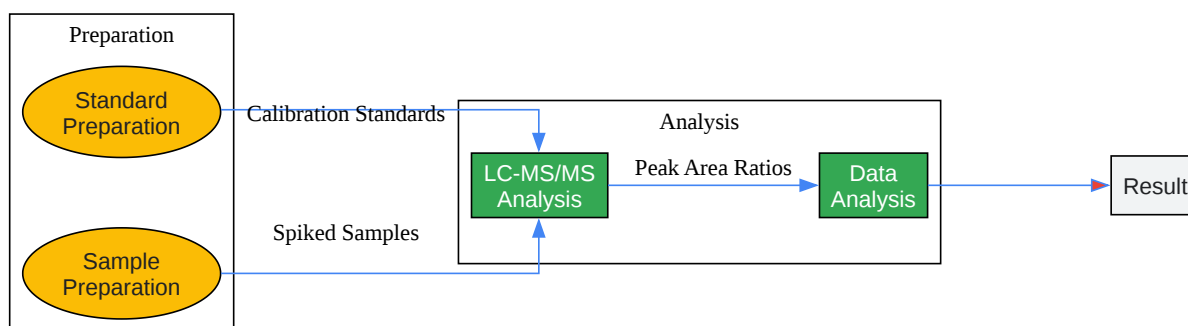 Preparation
Standard
Preparation
Calibration Standards
Analysis
LC-MS/MS
Analysis
Peak Area Ratios
Data
Analysis
Result
Spiked Samples
Sample
Preparation